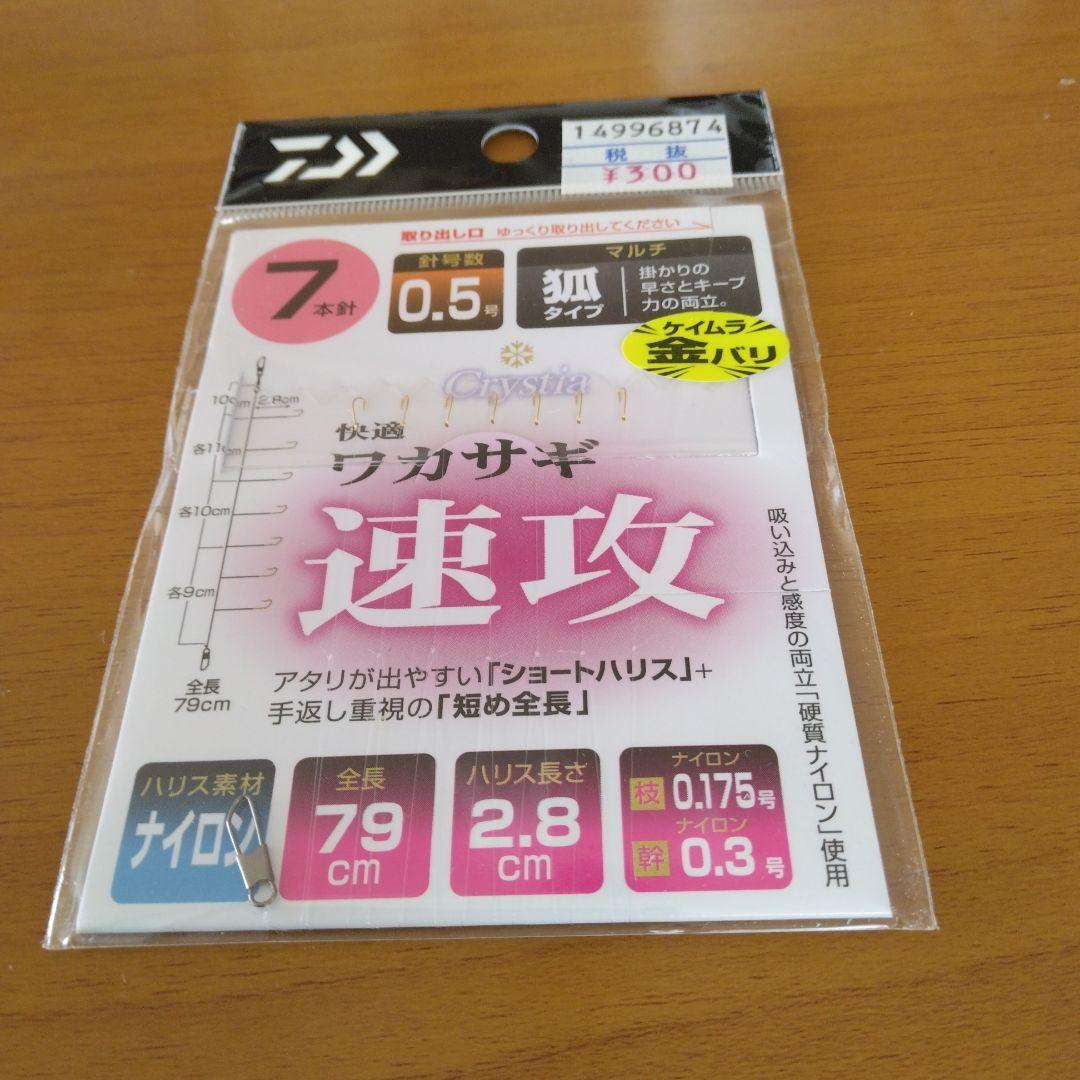 14996874
税抜
¥300
取り出し口 ゆっくり取り出してください
7本針
針号数
0.5号
狐タイプ
マルチ
掛かりの
早さとキープ
力の両立。
ケイムラ
金バリ
Crystia
快適
ワカサギ
速攻
10cm 2.8cm
各11cm
各10cm
各9cm
全長
79cm
アタリが出やすい「ショートハリス」+
手返し重視の「短め全長」
吸い込みと感度の両立「硬質ナイロン」使用
ハリス素材
ナイロン
全長
79
cm
ハリス長さ
2.8
cm
ナイロン
枝 0.175号
ナイロン
幹 0.3号